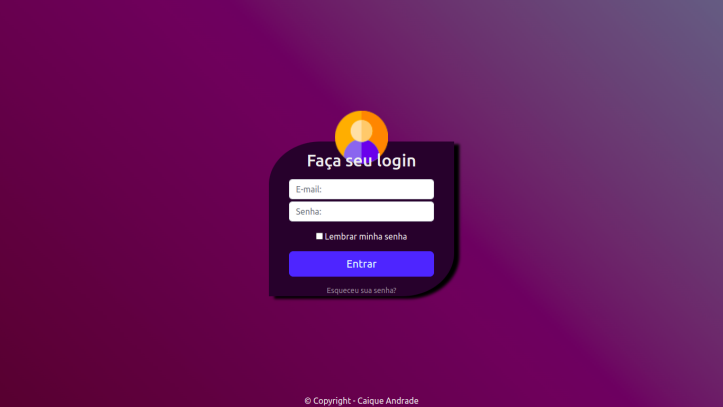 Faça seu login
E-mail:
Senha:
Lembrar minha senha
Entrar
Esqueceu sua senha?
© Copyright - Caique Andrade